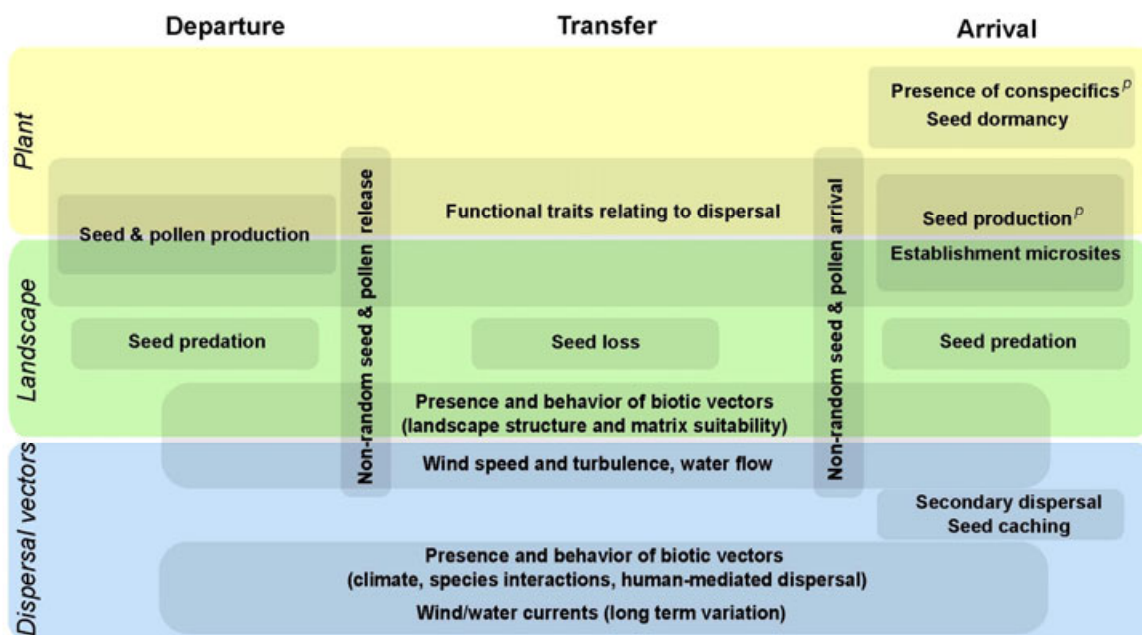 Departure
Transfer
Arrival
Plant
Presence of conspecifics p
Seed dormancy
Seed & pollen production
Non-random seed & pollen release
Functional traits relating to dispersal
Non-random seed & pollen arrival
Seed production p
Establishment microsites
Landscape
Seed predation
Seed loss
Seed predation
Presence and behavior of biotic vectors
(landscape structure and matrix suitability)
Dispersal vectors
Wind speed and turbulence, water flow
Secondary dispersal
Seed caching
Presence and behavior of biotic vectors
(climate, species interactions, human-mediated dispersal)
Wind/water currents (long term variation)